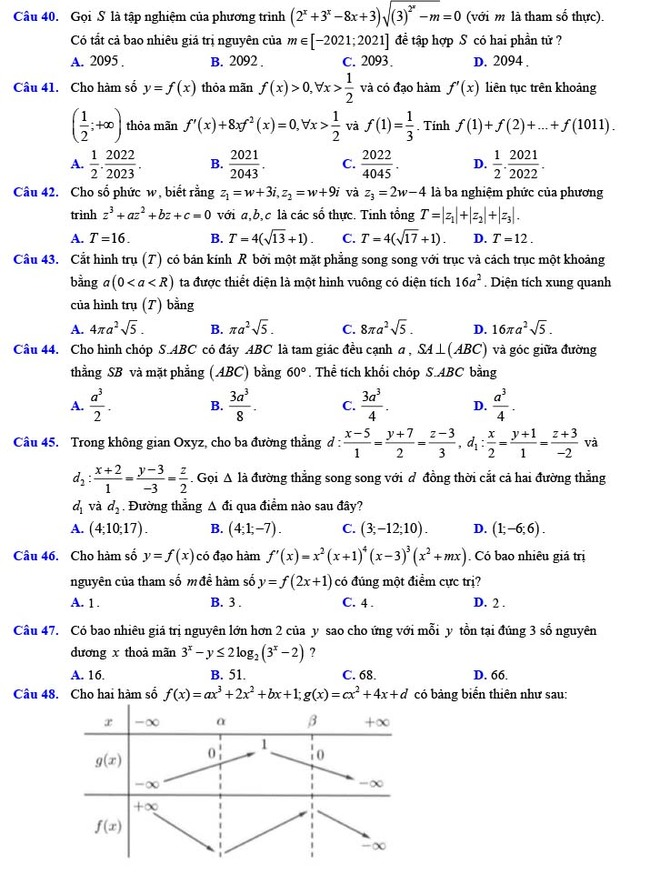 Câu 40. Gọi S là tập nghiệm của phương trình (2^x + 3^x − 8x + 3)√((3)^{2^x} − m) = 0 (với m là tham số thực).
Có tất cả bao nhiêu giá trị nguyên của m ∈ [−2021; 2021] để tập hợp S có hai phần tử ?
A. 2095 . B. 2092 . C. 2093 . D. 2094 .
Câu 41. Cho hàm số y = f(x) thỏa mãn f(x) > 0, ∀x > 1/2 và có đạo hàm f'(x) liên tục trên khoảng
(1/2; +∞) thỏa mãn f'(x) + 8xf²(x) = 0, ∀x > 1/2 và f(1) = 1/3 . Tính f(1) + f(2) + ... + f(1011) .
A. 1/2 . 2022/2023 . B. 2021/2043 . C. 2022/4045 . D. 1/2 . 2021/2022 .
Câu 42. Cho số phức w , biết rằng z₁ = w + 3i, z₂ = w + 9i và z₃ = 2w − 4 là ba nghiệm phức của phương
trình z³ + az² + bz + c = 0 với a, b, c là các số thực. Tính tổng T = |z₁| + |z₂| + |z₃| .
A. T = 16 . B. T = 4(√13 + 1) . C. T = 4(√17 + 1) . D. T = 12 .
Câu 43. Cắt hình trụ (T) có bán kính R bởi một mặt phẳng song song với trục và cách trục một khoảng
bằng a (0 < a < R) ta được thiết diện là một hình vuông có diện tích 16a² . Diện tích xung quanh
của hình trụ (T) bằng
A. 4πa²√5 . B. πa²√5 . C. 8πa²√5 . D. 16πa²√5 .
Câu 44. Cho hình chóp S.ABC có đáy ABC là tam giác đều cạnh a , SA ⊥ (ABC) và góc giữa đường
thẳng SB và mặt phẳng (ABC) bằng 60° . Thể tích khối chóp S.ABC bằng
A. a³/2 . B. 3a³/8 . C. 3a³/4 . D. a³/4 .
Câu 45. Trong không gian Oxyz, cho ba đường thẳng d : (x−5)/1 = (y+7)/2 = (z−3)/3 , d₁ : x/2 = (y+1)/1 = (z+3)/−2 và
d₂ : (x+2)/1 = (y−3)/−3 = z/2 . Gọi Δ là đường thẳng song song với d đồng thời cắt cả hai đường thẳng
d₁ và d₂ . Đường thẳng Δ đi qua điểm nào sau đây?
A. (4;10;17) . B. (4;1;−7) . C. (3;−12;10) . D. (1;−6;6) .
Câu 46. Cho hàm số y = f(x) có đạo hàm f'(x) = x²(x+1)⁴(x−3)³(x² + mx). Có bao nhiêu giá trị
nguyên của tham số m để hàm số y = f(2x+1) có đúng một điểm cực trị?
A. 1 . B. 3 . C. 4 . D. 2 .
Câu 47. Có bao nhiêu giá trị nguyên lớn hơn 2 của y sao cho ứng với mỗi y tồn tại đúng 3 số nguyên
dương x thoả mãn 3^x − y ≤ 2log₂(3^x − 2) ?
A. 16. B. 51. C. 68. D. 66.
Câu 48. Cho hai hàm số f(x) = ax³ + 2x² + bx + 1; g(x) = cx² + 4x + d có bảng biến thiên như sau:
x −∞ α β +∞
g(x) −∞ 0 1 0 −∞
f(x) +∞ −∞